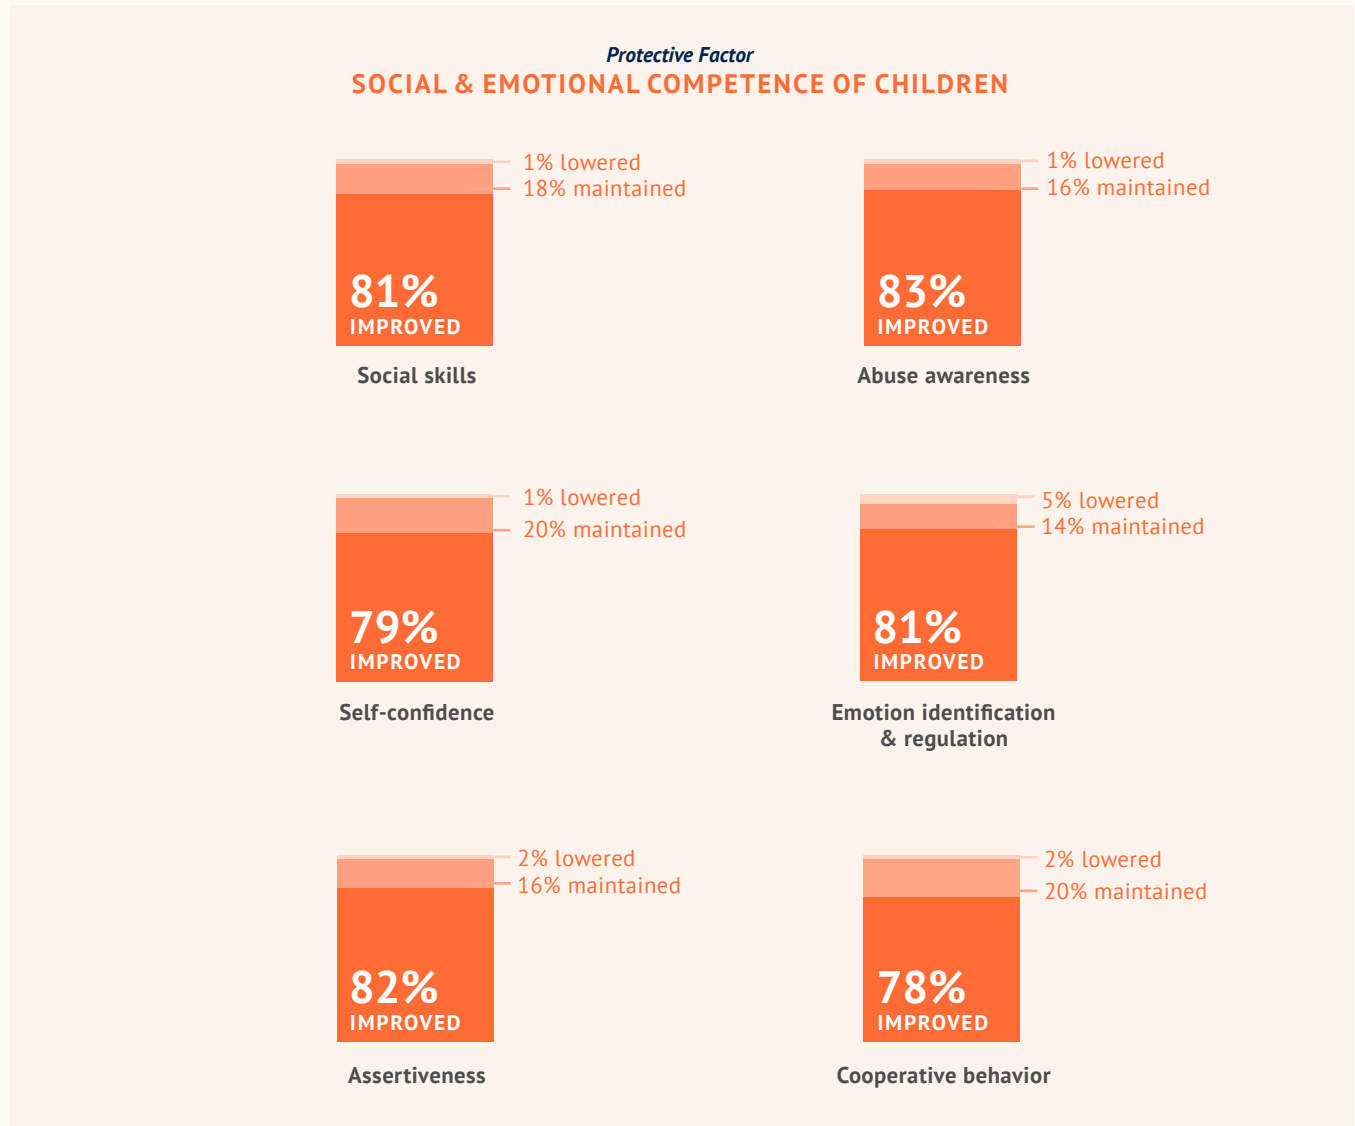 Protective Factor
SOCIAL & EMOTIONAL COMPETENCE OF CHILDREN
1% lowered
18% maintained
81%
IMPROVED
Social skills
1% lowered
16% maintained
83%
IMPROVED
Abuse awareness
1% lowered
20% maintained
79%
IMPROVED
Self-confidence
5% lowered
14% maintained
81%
IMPROVED
Emotion identification
& regulation
2% lowered
16% maintained
82%
IMPROVED
Assertiveness
2% lowered
20% maintained
78%
IMPROVED
Cooperative behavior